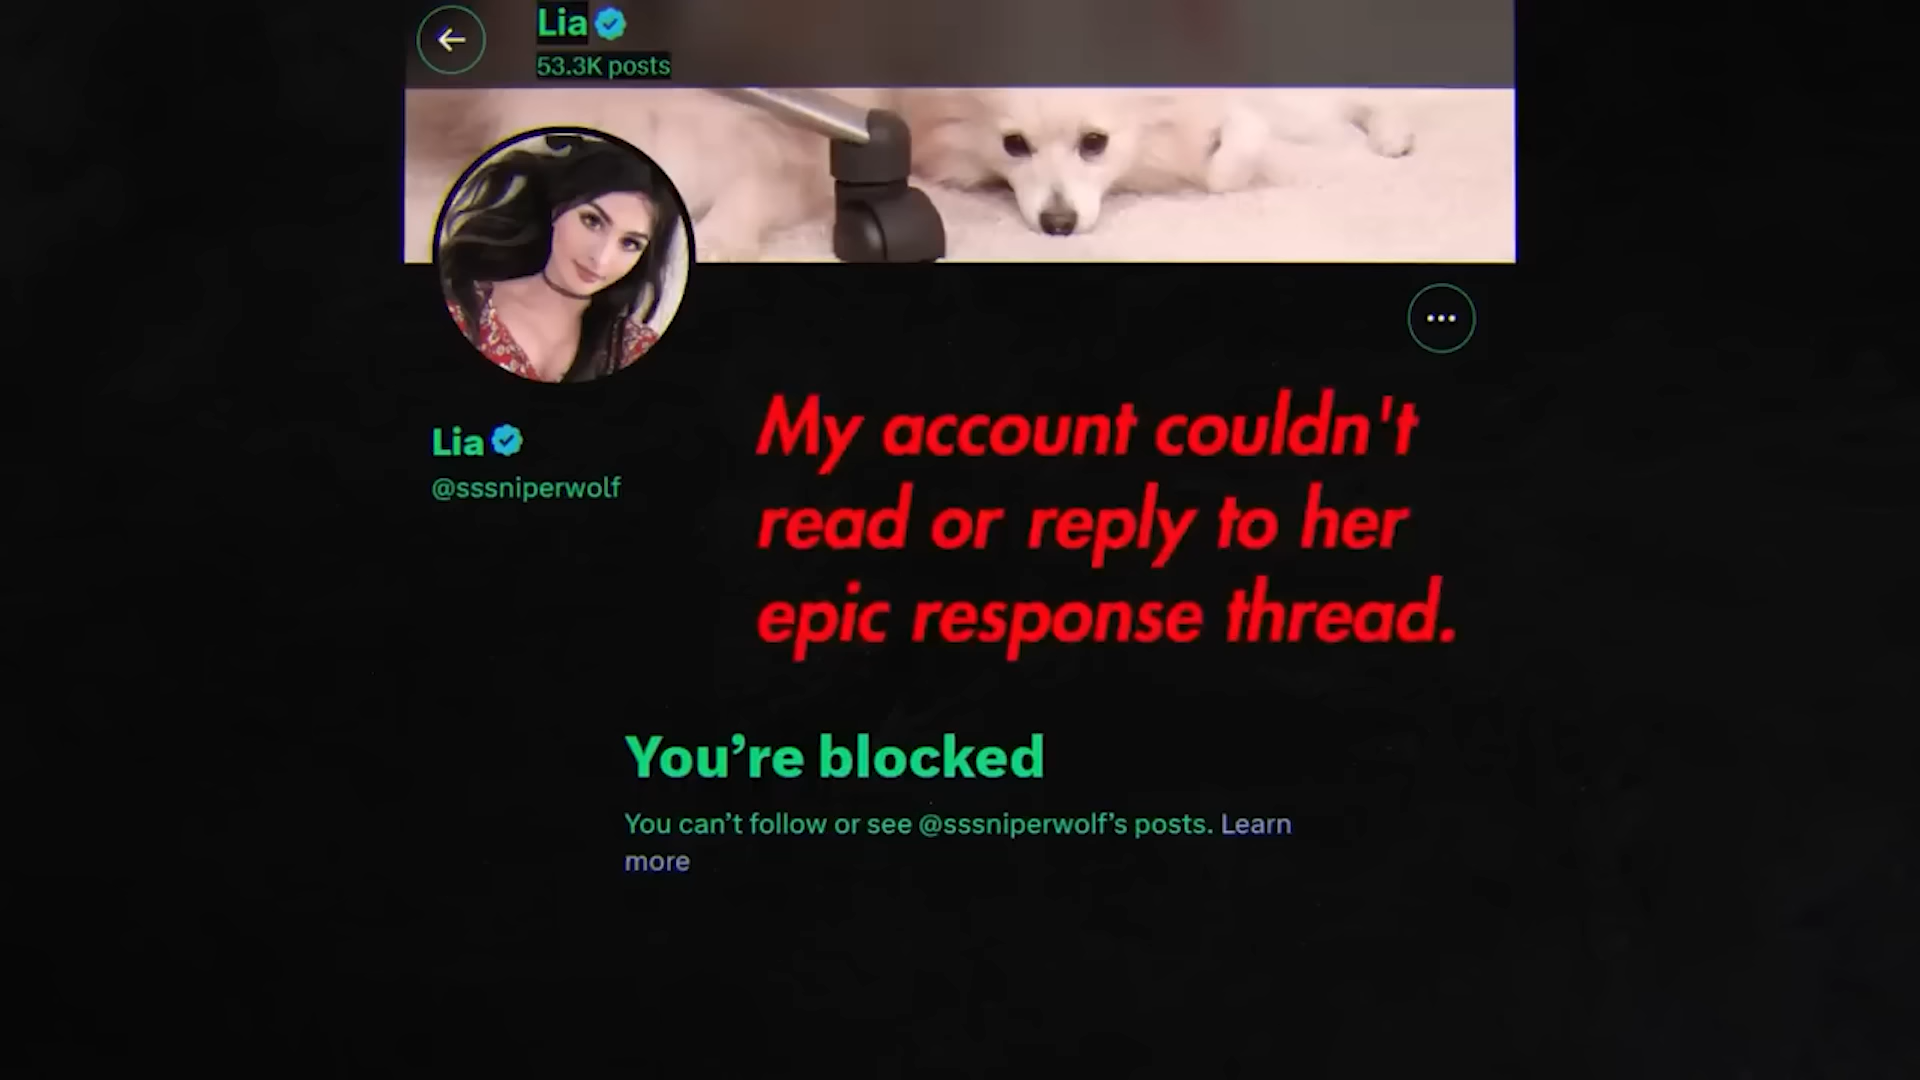 Lia
53.3K posts
Lia
@sssniperwolf
My account couldn't
read or reply to her
epic response thread.
You’re blocked
You can’t follow or see @sssniperwolf’s posts. Learn
more